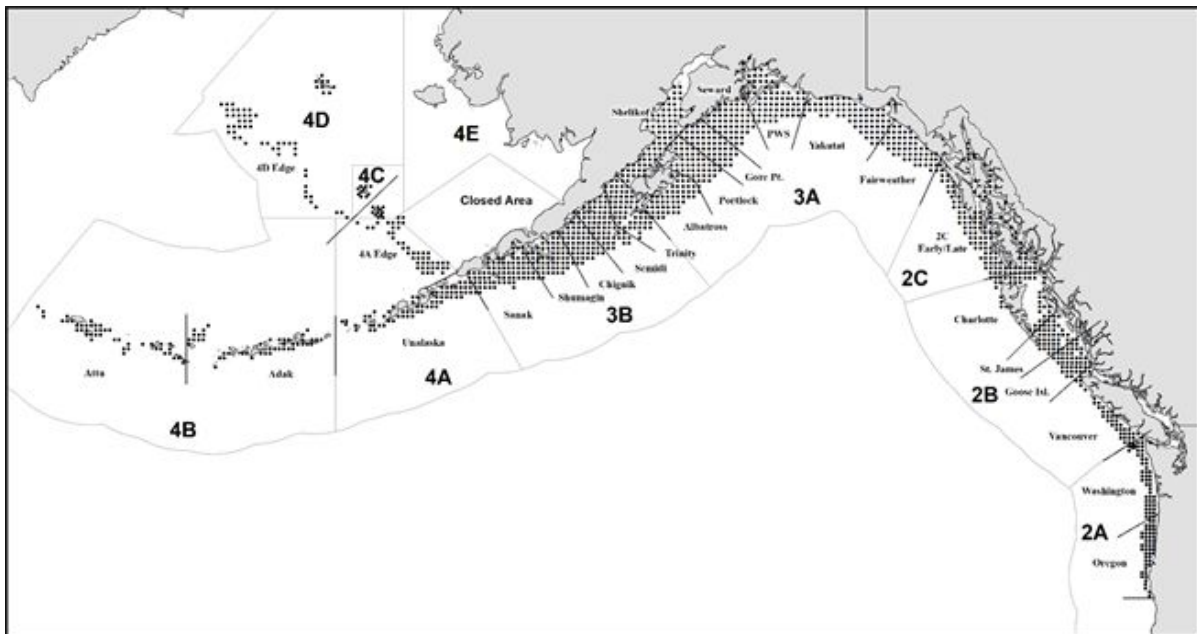 4D
4E
4D Edge
4C
Closed Area
4A Edge
Shelikof
Seward
PWS
Yakutat
Gore Pt.
Fairweather
Portlock
3A
Albatross
Trinity
Semidi
Chignik
Shumagin
3B
Sanak
2C
Early/Late
2C
Charlotte
Unalaska
Attu
Adak
4A
4B
St. James
2B
Goose Isl.
Vancouver
Washington
2A
Oregon